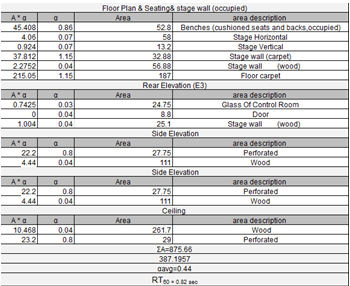 Floor Plan & Seating& stage wall (occupied)
A * α α Area area description
45.408 0.86 52.8 Benches (cushioned seats and backs,occupied)
4.06 0.07 58 Stage Horizontal
0.924 0.07 13.2 Stage Vertical
37.812 1.15 32.88 Stage wall (carpet)
2.2752 0.04 56.88 Stage wall (wood)
215.05 1.15 187 Floor carpet
Rear Elevation (E3)
A * α α Area area description
0.7425 0.03 24.75 Glass Of Control Room
0 0.04 8.8 Door
1.004 0.04 25.1 Stage wall (wood)
Side Elevation
A * α α Area area description
22.2 0.8 27.75 Perforated
4.44 0.04 111 Wood
Side Elevation
A * α α Area area description
22.2 0.8 27.75 Perforated
4.44 0.04 111 Wood
Ceiling
A * α α Area area description
10.468 0.04 261.7 Wood
23.2 0.8 29 Perforated
ΣA=875.66
387.1957
αavg=0.44
RT60 = 0.82 sec